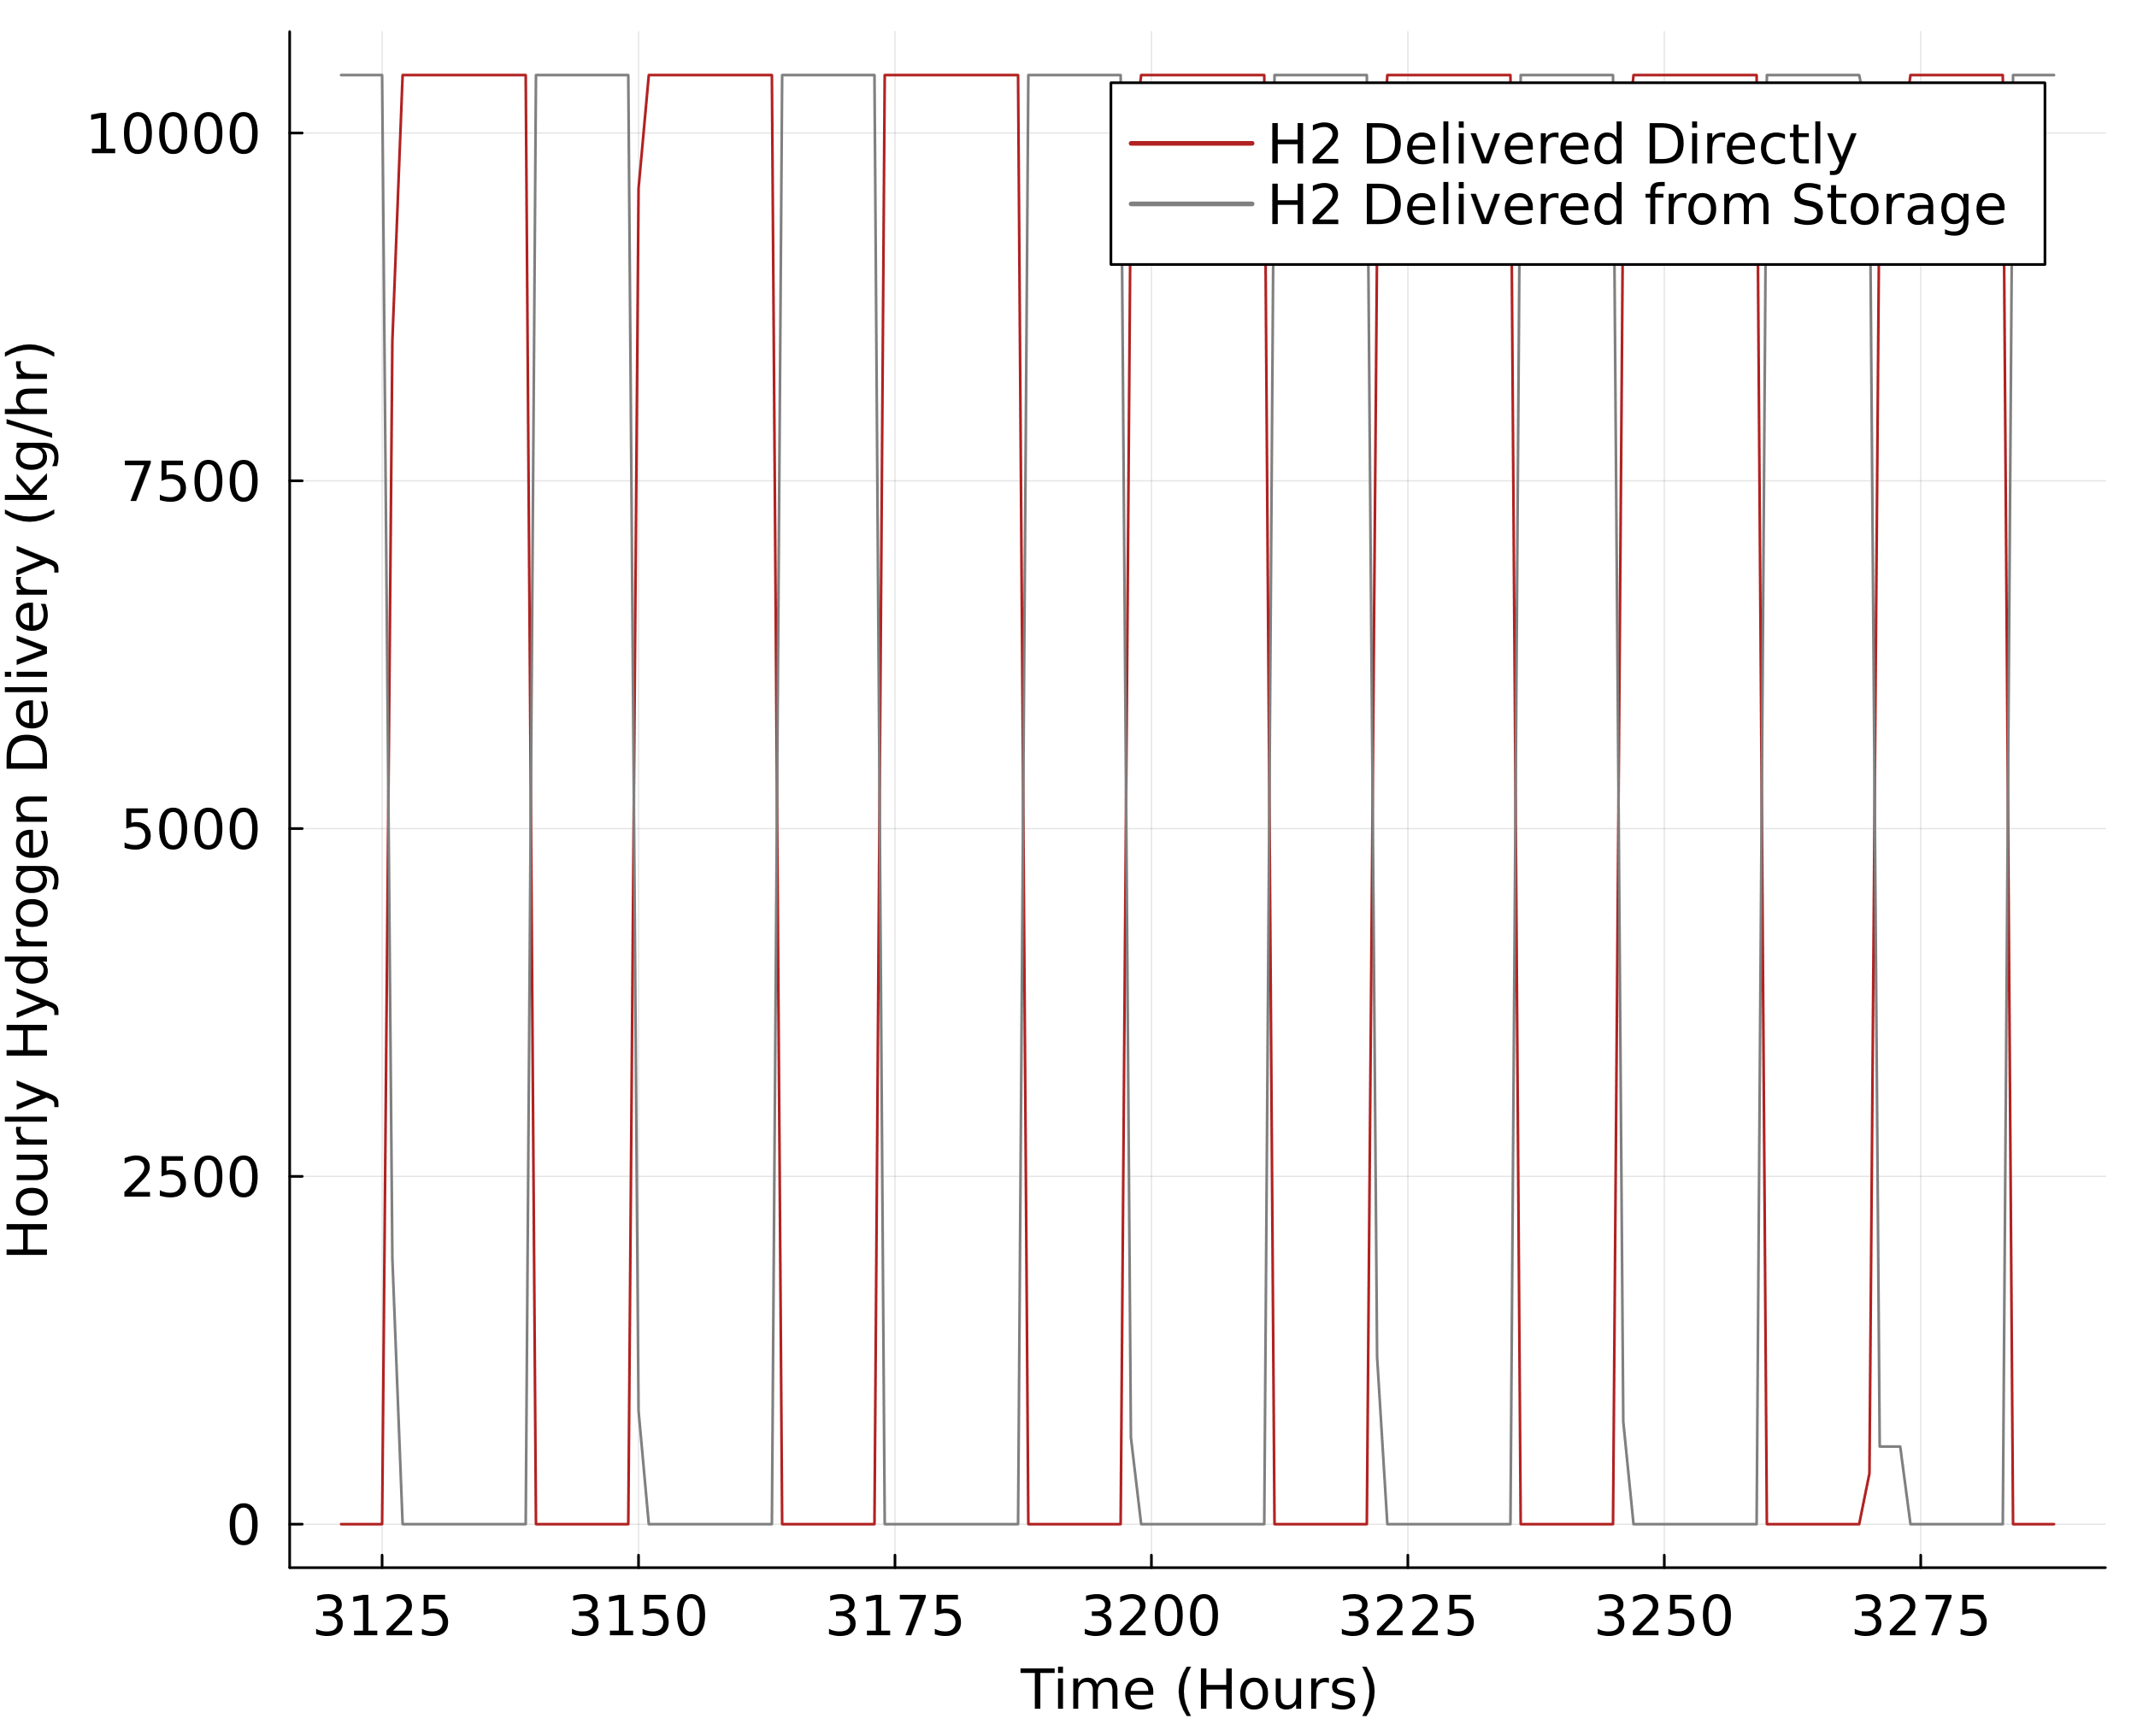 Hourly Hydrogen Delivery (kg/hr)
10000
7500
5000
2500
0
H2 Delivered Directly
H2 Delivered from Storage
3125 3150 3175 3200 3225 3250 3275
Time (Hours)